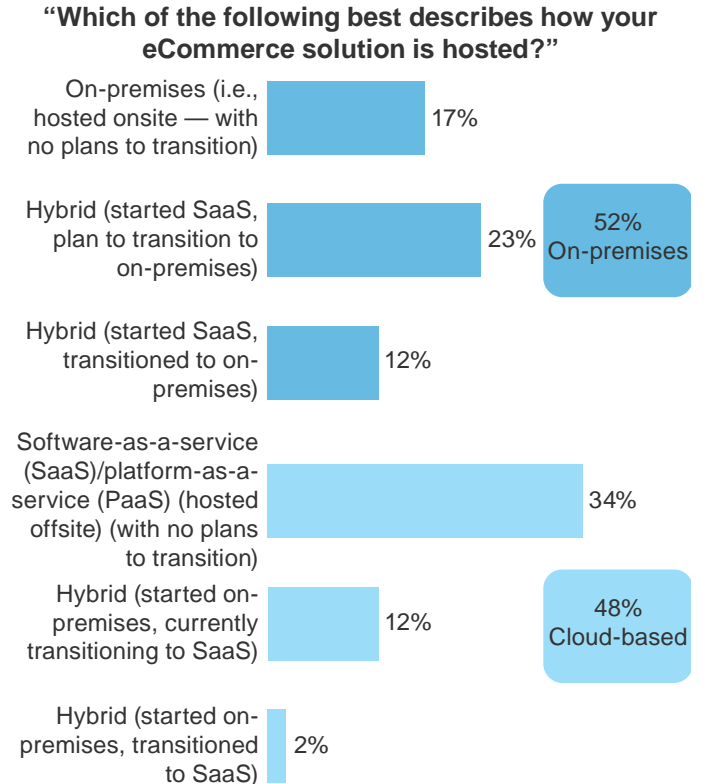 “Which of the following best describes how your
eCommerce solution is hosted?”
On-premises (i.e.,
hosted onsite — with
no plans to transition)
17%
Hybrid (started SaaS,
plan to transition to
on-premises)
23%
52%
On-premises
Hybrid (started SaaS,
transitioned to on-
premises)
12%
Software-as-a-service
(SaaS)/platform-as-a-
service (PaaS) (hosted
offsite) (with no plans
to transition)
34%
Hybrid (started on-
premises, currently
transitioning to SaaS)
12%
48%
Cloud-based
Hybrid (started on-
premises, transitioned
to SaaS)
2%